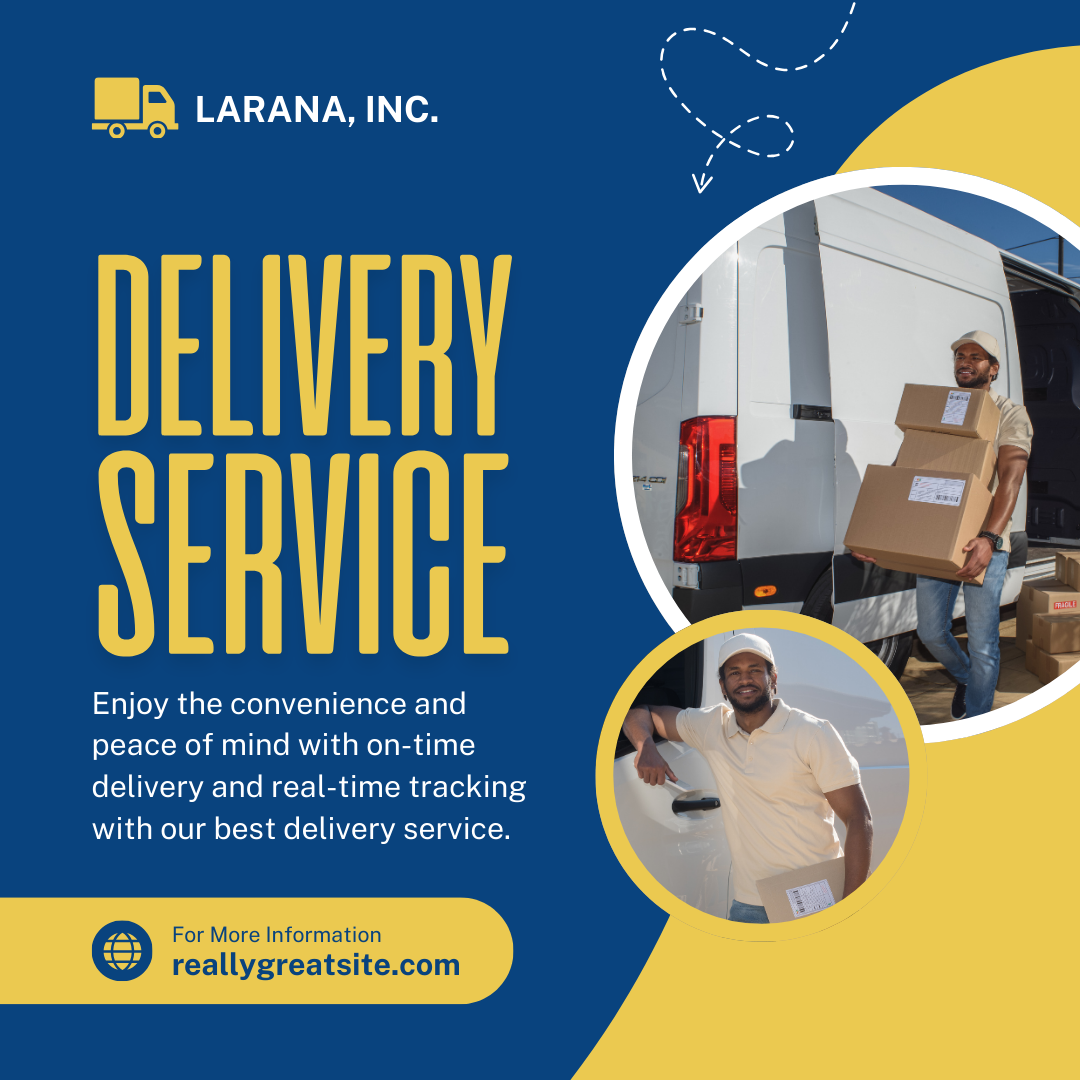 LARANA, INC.
DELIVERY
SERVICE
Enjoy the convenience and
peace of mind with on-time
delivery and real-time tracking
with our best delivery service.
For More Information
reallygreatsite.com
FRAGILE